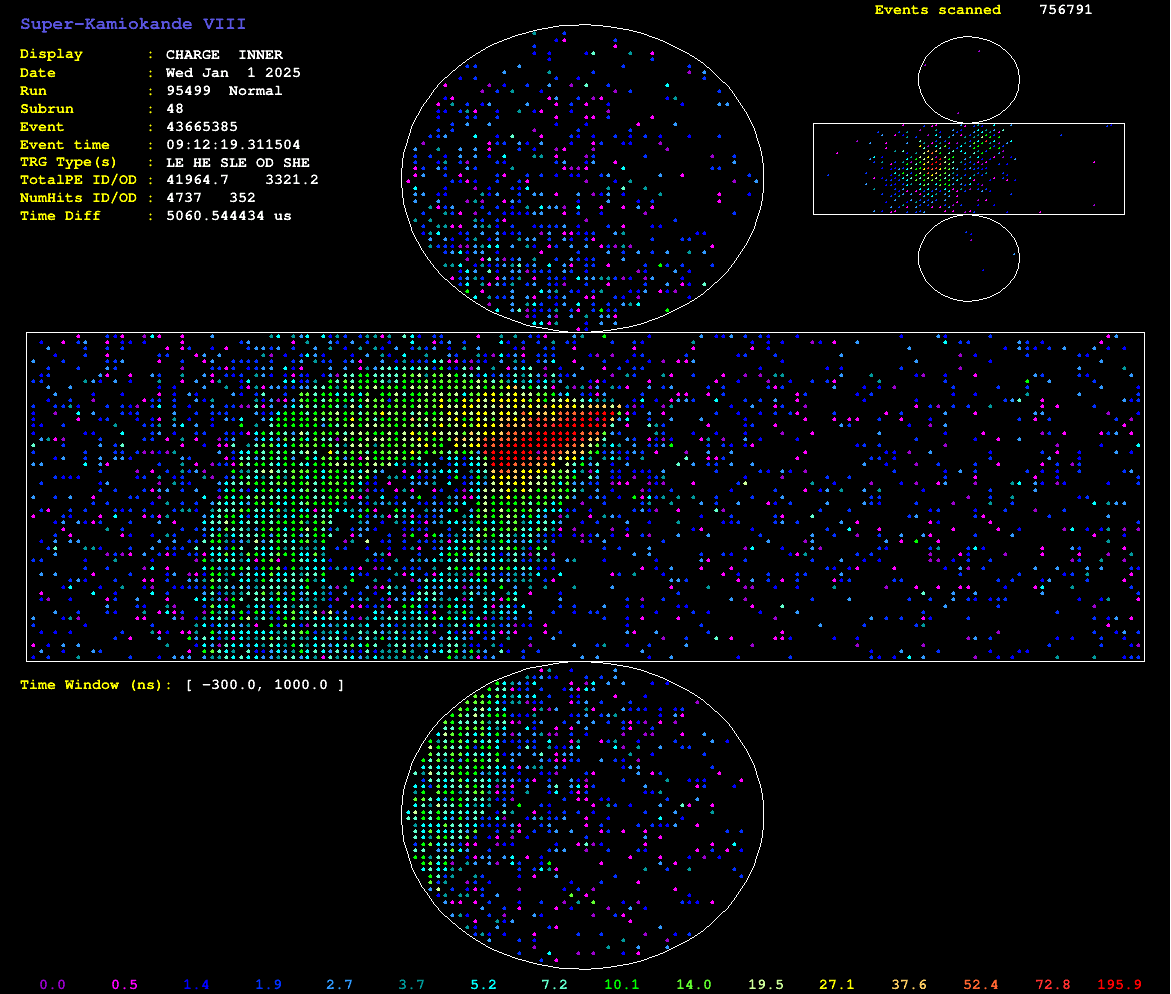 Super-Kamiokande VIII
Events scanned 756791
Display : CHARGE INNER
Date : Wed Jan 1 2025
Run : 95499 Normal
Subrun : 48
Event : 43665385
Event time : 09:12:19.311504
TRG Type(s) : LE HE SLE OD SHE
TotalPE ID/OD : 41964.7 3321.2
NumHits ID/OD : 4737 352
Time Diff : 5060.544434 us
Time Window (ns): [ -300.0, 1000.0 ]
0.0 0.5 1.4 1.9 2.7 3.7 5.2 7.2 10.1 14.0 19.5 27.1 37.6 52.4 72.8 195.9